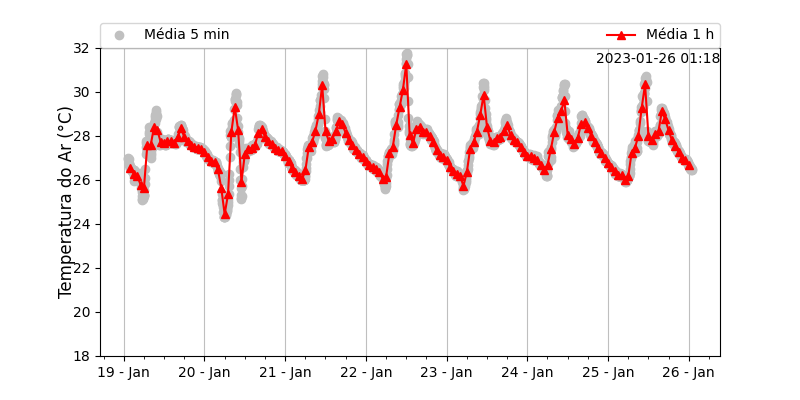 Média 5 min
Média 1 h
2023-01-26 01:18
Temperatura do Ar (°C)
32
30
28
26
24
22
20
18
19 - Jan
20 - Jan
21 - Jan
22 - Jan
23 - Jan
24 - Jan
25 - Jan
26 - Jan